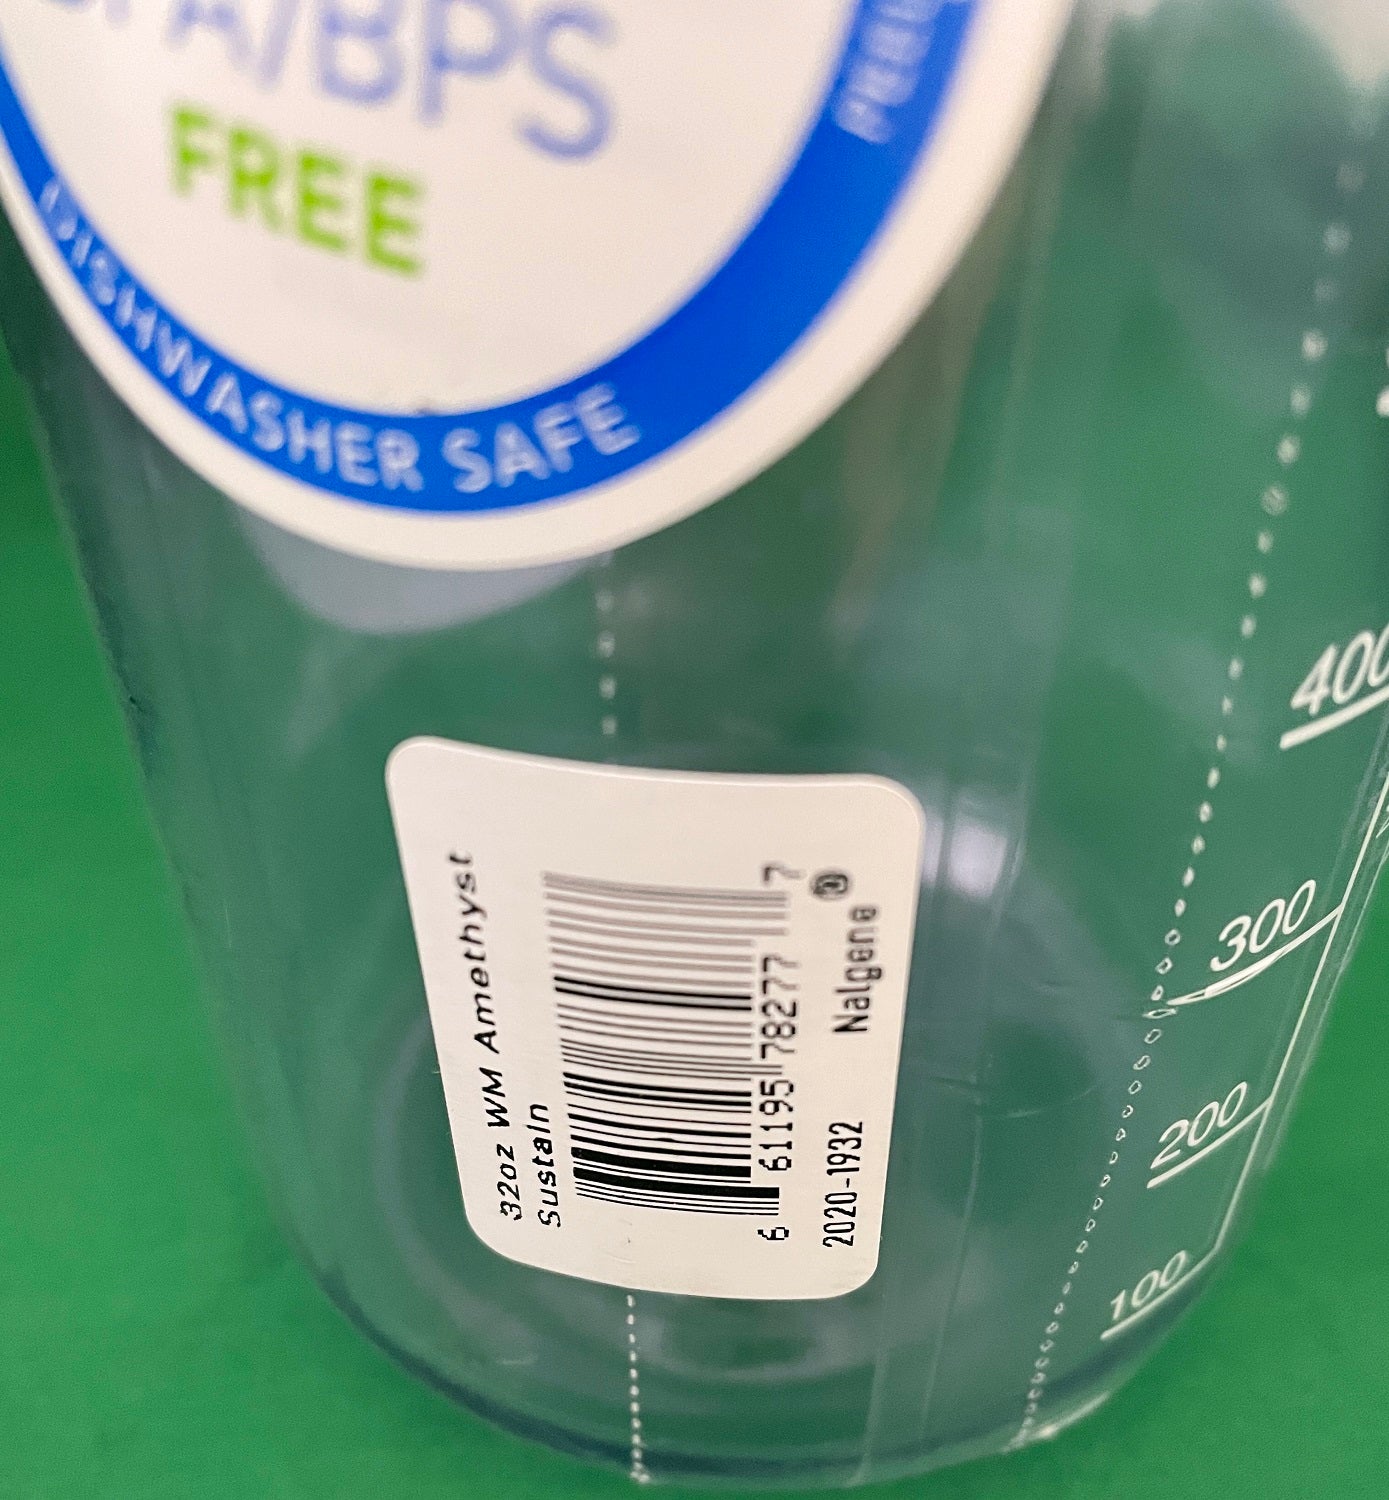 BPA/BPS
FREE
DISHWASHER SAFE
32oz WM Amethyst
Sustain
6 61195 78277 7
2020-1932 Nalgene®
400
300
200
100